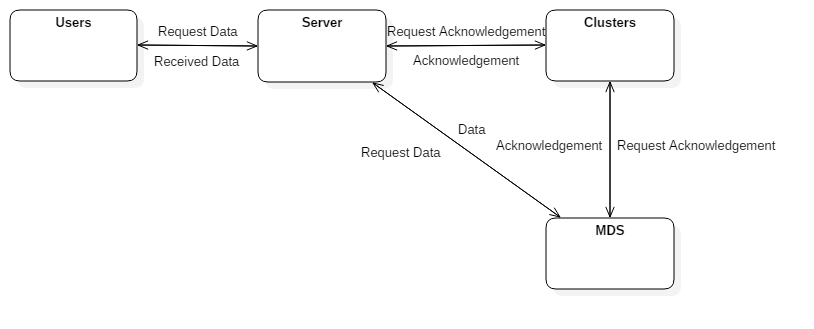 Users
Server
Clusters
Request Data
Received Data
Request Acknowledgement
Acknowledgement
Data
Request Data
Acknowledgement
Request Acknowledgement
MDS